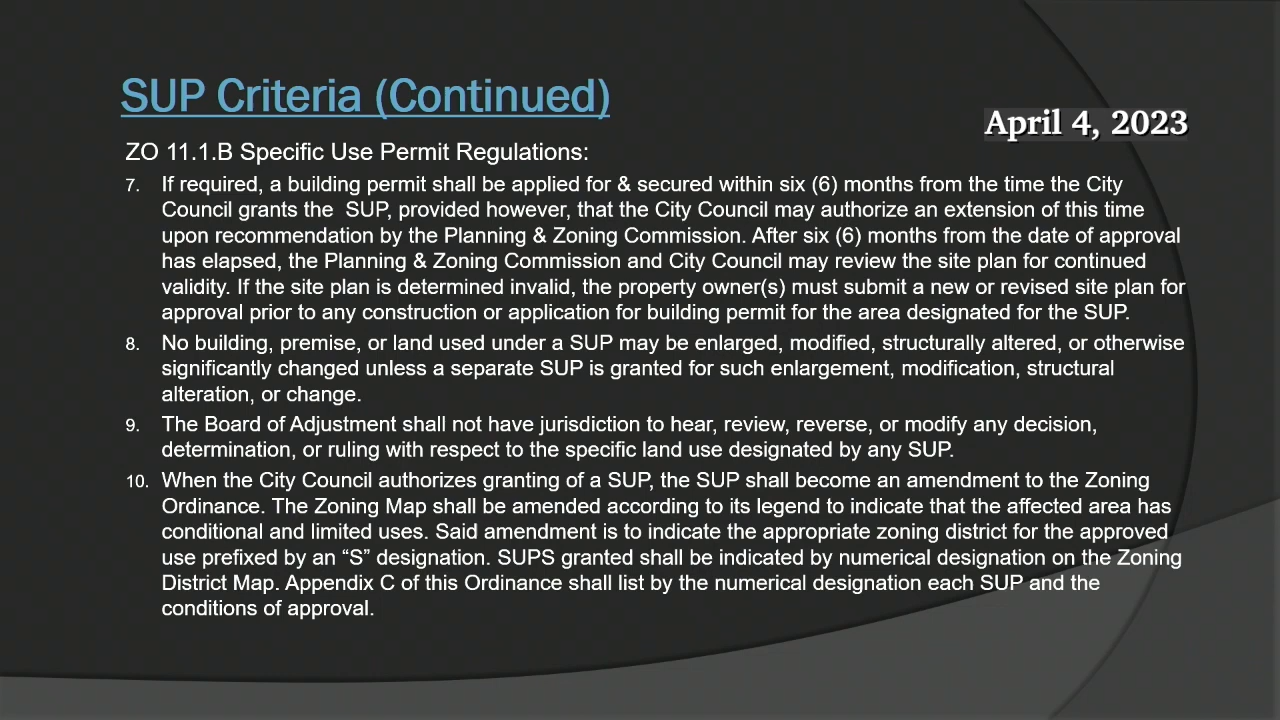 SUP Criteria (Continued)
April 4, 2023
ZO 11.1.B Specific Use Permit Regulations:
7. If required, a building permit shall be applied for & secured within six (6) months from the time the City
Council grants the  SUP, provided however, that the City Council may authorize an extension of this time
upon recommendation by the Planning & Zoning Commission. After six (6) months from the date of approval
has elapsed, the Planning & Zoning Commission and City Council may review the site plan for continued
validity. If the site plan is determined invalid, the property owner(s) must submit a new or revised site plan for
approval prior to any construction or application for building permit for the area designated for the SUP.
8. No building, premise, or land used under a SUP may be enlarged, modified, structurally altered, or otherwise
significantly changed unless a separate SUP is granted for such enlargement, modification, structural
alteration, or change.
9. The Board of Adjustment shall not have jurisdiction to hear, review, reverse, or modify any decision,
determination, or ruling with respect to the specific land use designated by any SUP.
10. When the City Council authorizes granting of a SUP, the SUP shall become an amendment to the Zoning
Ordinance. The Zoning Map shall be amended according to its legend to indicate that the affected area has
conditional and limited uses. Said amendment is to indicate the appropriate zoning district for the approved
use prefixed by an “S” designation. SUPS granted shall be indicated by numerical designation on the Zoning
District Map. Appendix C of this Ordinance shall list by the numerical designation each SUP and the
conditions of approval.